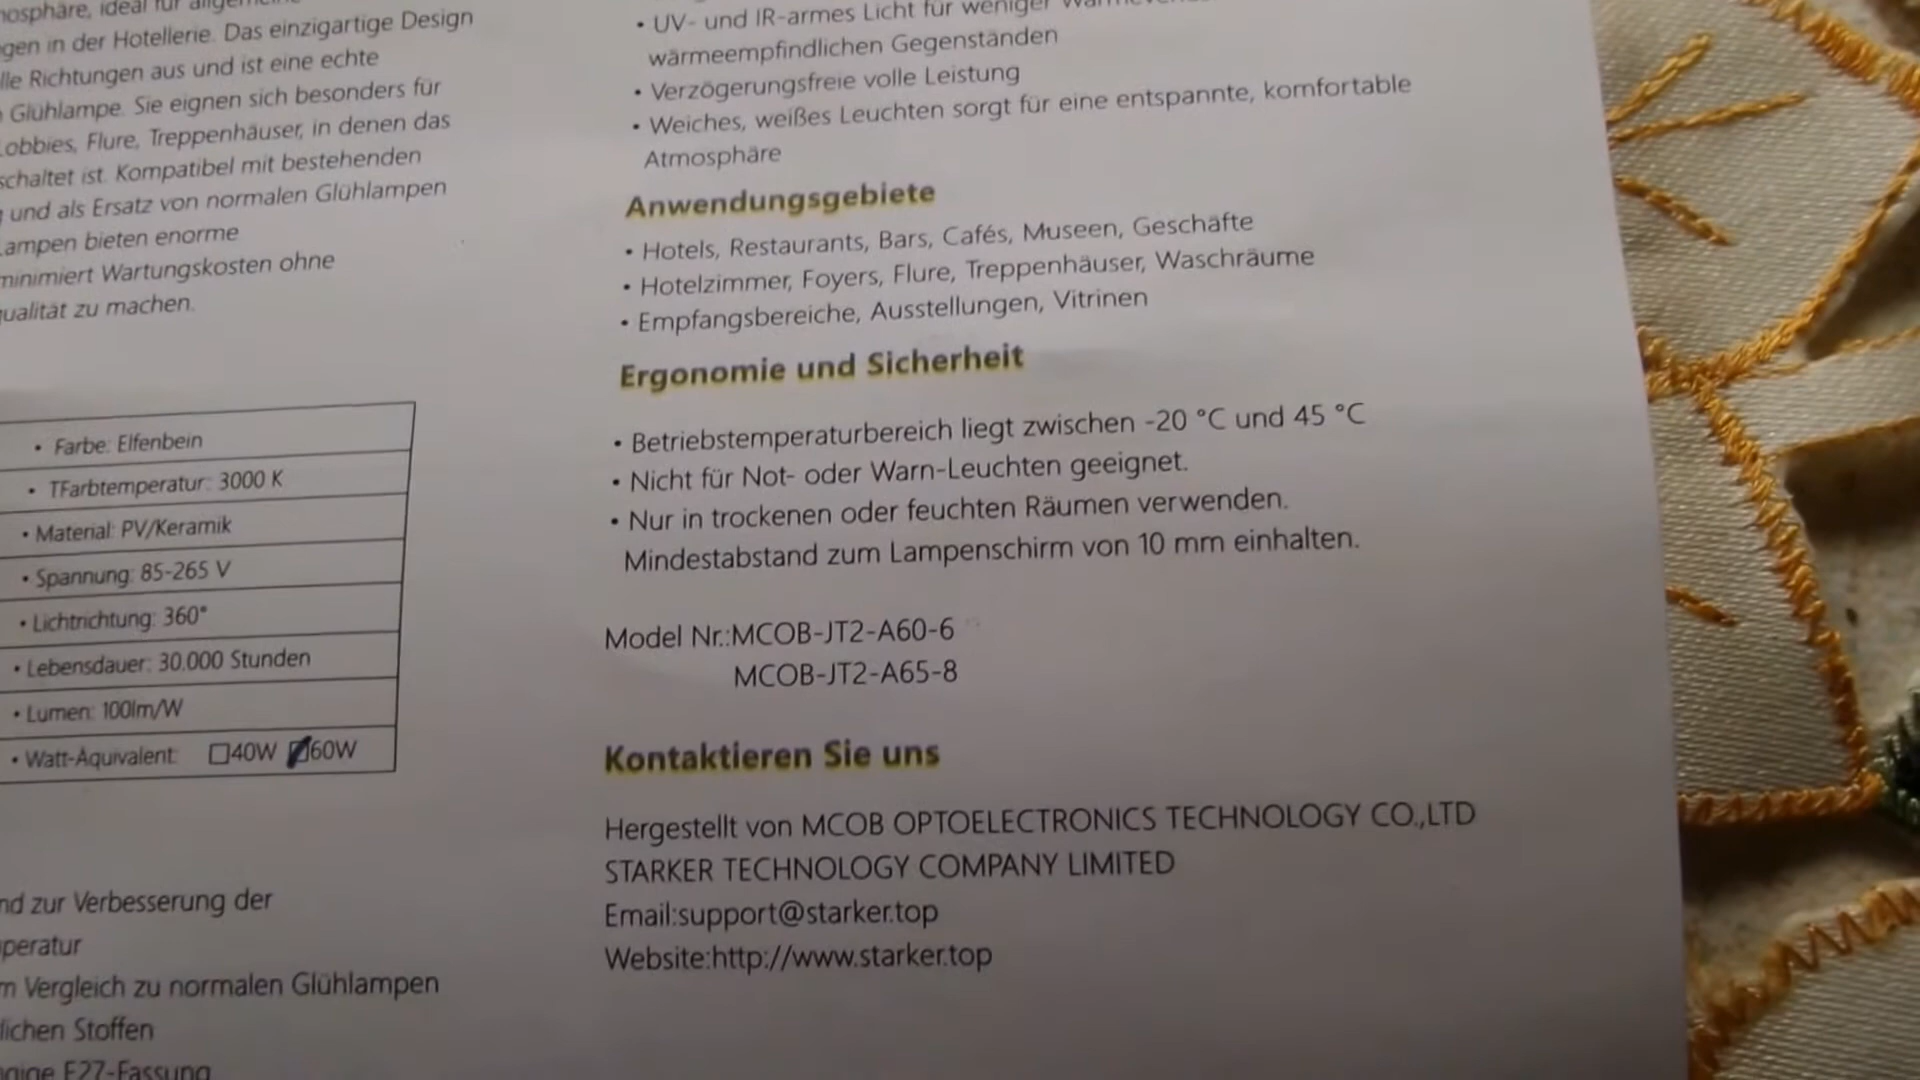 nosphäre, ideal für
gen in der Hotellerie. Das einzigartige Design
lle Richtungen aus und ist eine echte
Glühlampe. Sie eignen sich besonders für
Lobbies, Flure, Treppenhäuser, in denen das
schaltet ist. Kompatibel mit bestehenden
und als Ersatz von normalen Glühlampen
Lampen bieten enorme
minimiert Wartungskosten ohne
qualität zu machen.
• Farbe: Elfenbein
• TFarbtemperatur: 3000 K
• Material: PV/Keramik
• Spannung: 85-265 V
• Lichtrichtung: 360°
• Lebensdauer: 30.000 Stunden
• Lumen: 100lm/W
• Watt-Äquivalent: 40W 60W
nd zur Verbesserung der
peratur
m Vergleich zu normalen Glühlampen
lichen Stoffen
E27-Fassung
• UV- und IR-armes Licht für weniger
wärmeempfindlichen Gegenständen
• Verzögerungsfreie volle Leistung
• Weiches, weißes Leuchten sorgt für eine entspannte, komfortable
Atmosphäre
Anwendungsgebiete
• Hotels, Restaurants, Bars, Cafés, Museen, Geschäfte
• Hotelzimmer, Foyers, Flure, Treppenhäuser, Waschräume
• Empfangsbereiche, Ausstellungen, Vitrinen
Ergonomie und Sicherheit
• Betriebstemperaturbereich liegt zwischen -20 °C und 45 °C
• Nicht für Not- oder Warn-Leuchten geeignet.
• Nur in trockenen oder feuchten Räumen verwenden.
Mindestabstand zum Lampenschirm von 10 mm einhalten.
Model Nr.:MCOB-JT2-A60-6
MCOB-JT2-A65-8
Kontaktieren Sie uns
Hergestellt von MCOB OPTOELECTRONICS TECHNOLOGY CO.,LTD
STARKER TECHNOLOGY COMPANY LIMITED
Email:support@starker.top
Website:http://www.starker.top